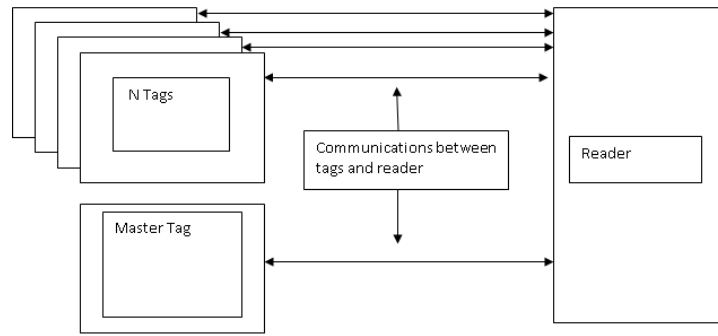 N Tags
Communications between
tags and reader
Reader
Master Tag